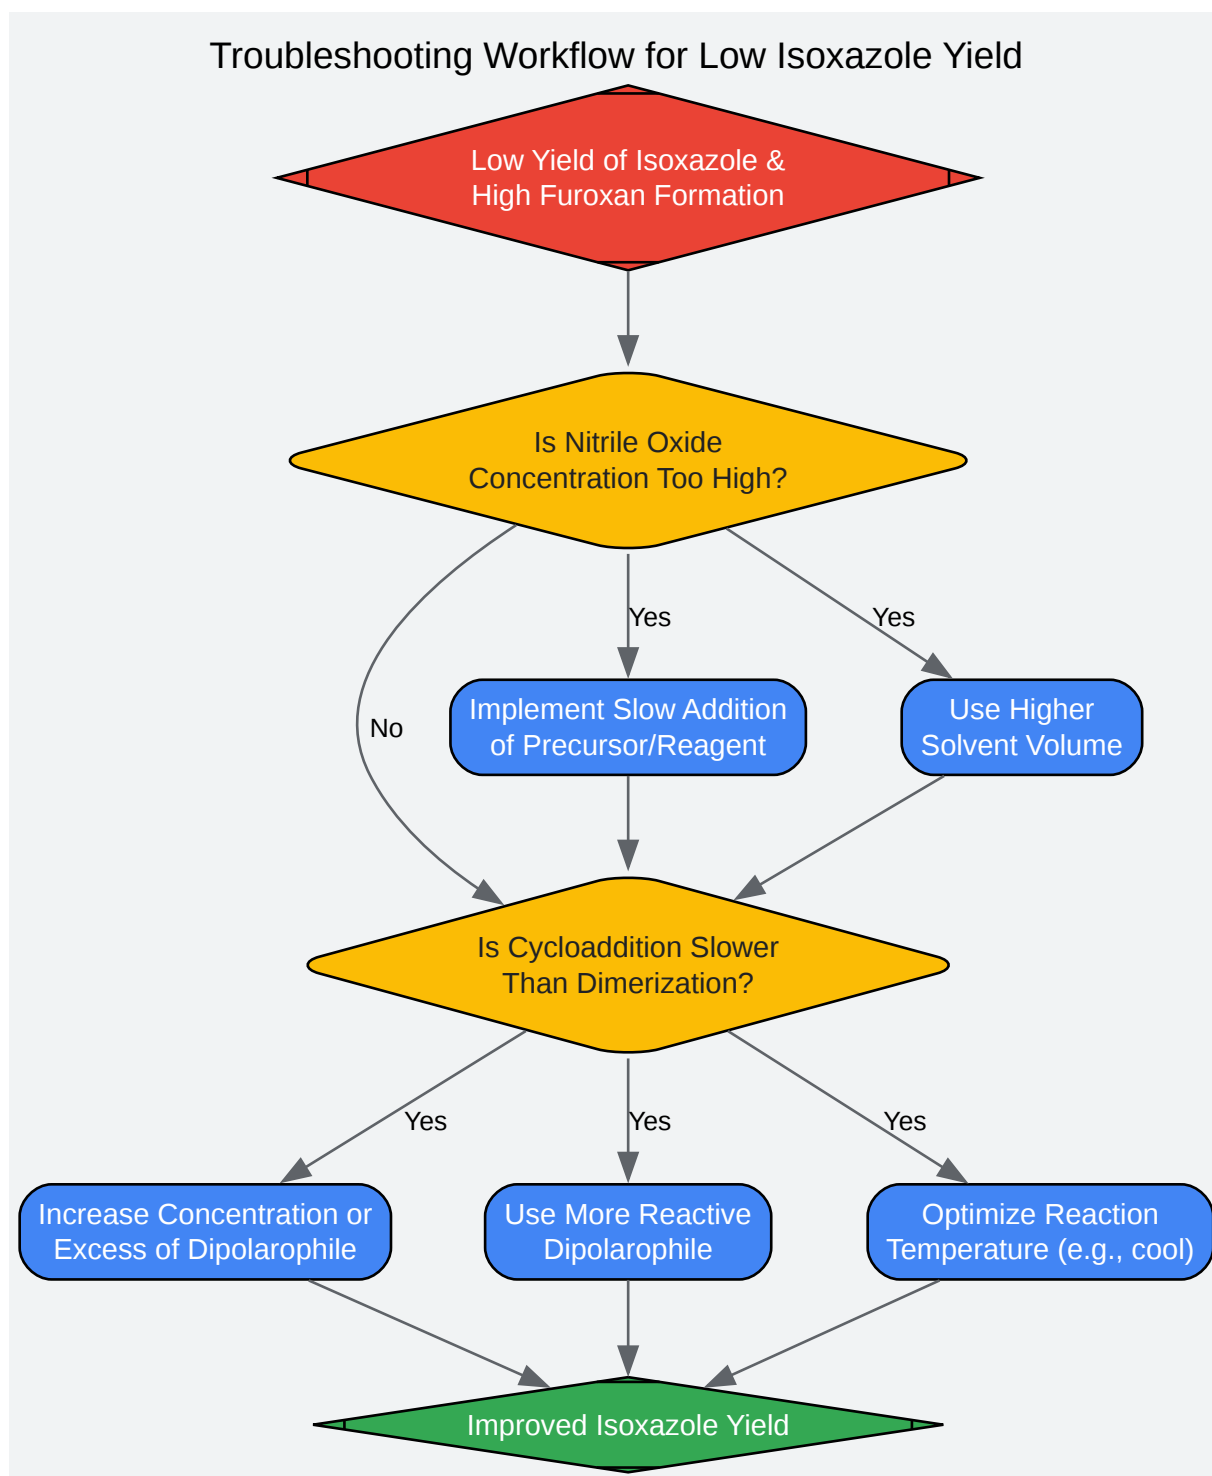 Troubleshooting Workflow for Low Isoxazole Yield
Low Yield of Isoxazole &
High Furoxan Formation
Is Nitrile Oxide
Concentration Too High?
Yes
Yes
No
Implement Slow Addition
of Precursor/Reagent
Use Higher
Solvent Volume
Is Cycloaddition Slower
Than Dimerization?
Yes
Yes
Yes
Increase Concentration or
Excess of Dipolarophile
Use More Reactive
Dipolarophile
Optimize Reaction
Temperature (e.g., cool)
Improved Isoxazole Yield